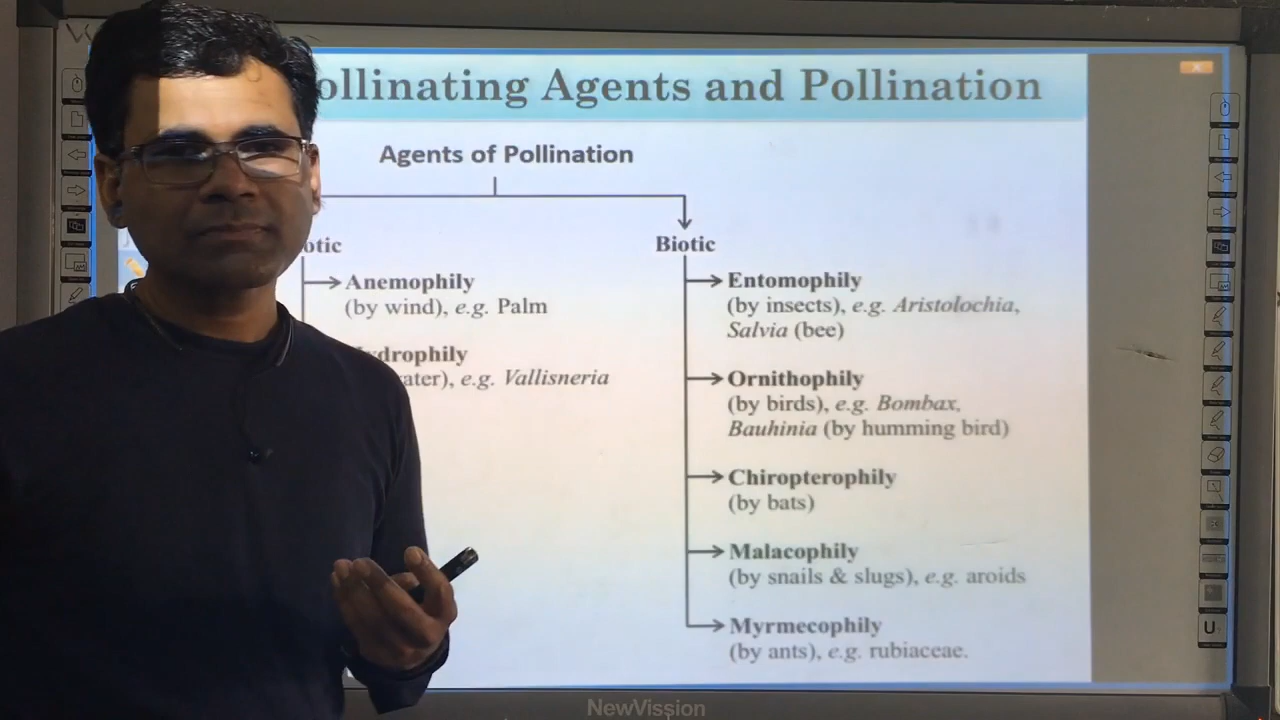 ollinating Agents and Pollination
Agents of Pollination
otic
Anemophily
(by wind), e.g. Palm
ydrophily
ater), e.g. Vallisneria
Biotic
Entomophily
(by insects), e.g. Aristolochia,
Salvia (bee)
Ornithophily
(by birds), e.g. Bombax,
Bauhinia (by humming bird)
Chiropterophily
(by bats)
Malacophily
(by snails & slugs), e.g. aroids
Myrmecophily
(by ants), e.g. rubiaceae.
U
NewVission